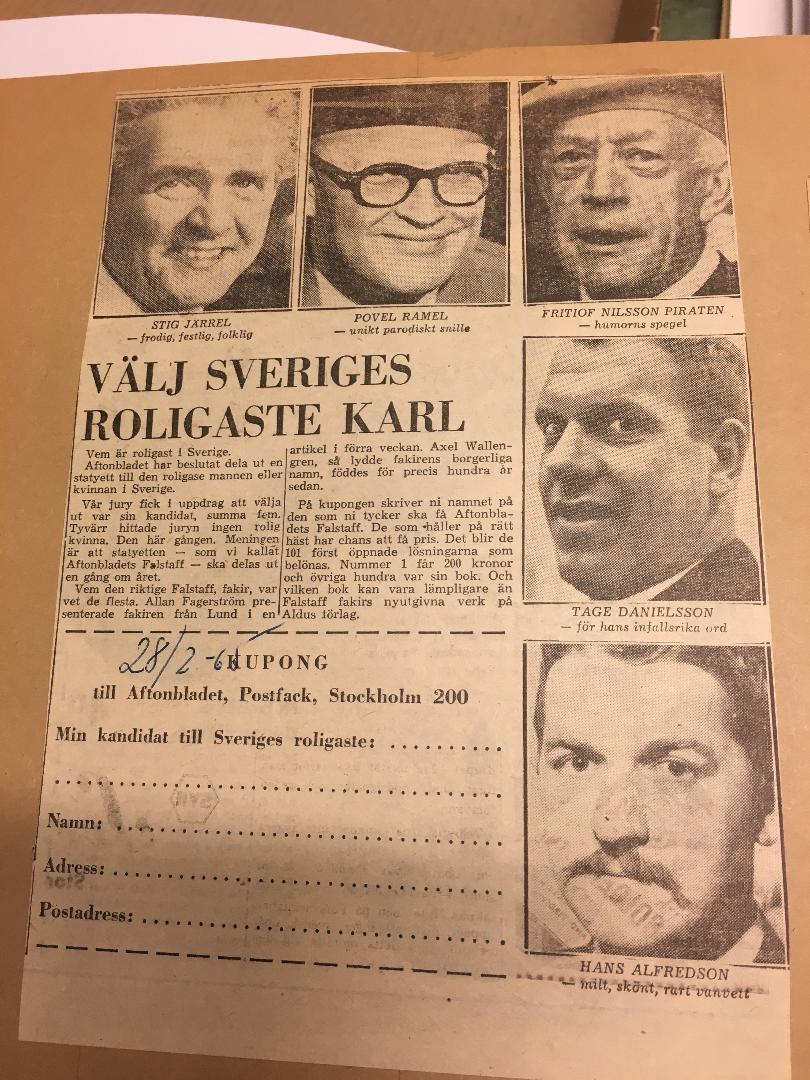 STIG JÄRREL
— frodig, festlig, folklig
POVEL RAMEL
— unikt parodiskt snille
FRITIOF NILSSON PIRATEN
— humorns spegel
VÄLJ SVERIGES
ROLIGASTE KARL
Vem är roligast i Sverige.
Aftonbladet har beslutat dela ut en
statyett till den roligase mannen eller
kvinnan i Sverige.
Vår jury fick i uppdrag att välja
ut var sin kandidat, summa fem.
Tyvärr hittade juryn ingen rolig
kvinna. Den här gången. Meningen
är att statyetten — som vi kallat
Aftonbladets Falstaff — ska delas ut
en gång om året.
Vem den riktige Falstaff, fakir, var
vet de flesta. Allan Fagerström pre-
senterade fakiren från Lund i en
artikel i förra veckan. Axel Wallen-
gren, så lydde fakirens borgerliga
namn, föddes för precis hundra år
sedan.
På kupongen skriver ni namnet på
den som ni tycker ska få Aftonbla-
dets Falstaff. De som håller på rätt
häst har chans att få pris. Det blir de
101 först öppnade lösningarna som
belönas. Nummer 1 får 200 kronor
och övriga hundra var sin bok. Och
vilken bok kan vara lämpligare än
Falstaff fakirs nyutgivna verk på
Aldus förlag.
TAGE DANIELSSON
— för hans infallsrika ord
28/2 -64
KUPONG
till Aftonbladet, Postfack, Stockholm 200
Min kandidat till Sveriges roligaste: ..........
Namn:
Adress:
Postadress:
HANS ALFREDSON
— milt, skönt, rart vanvett